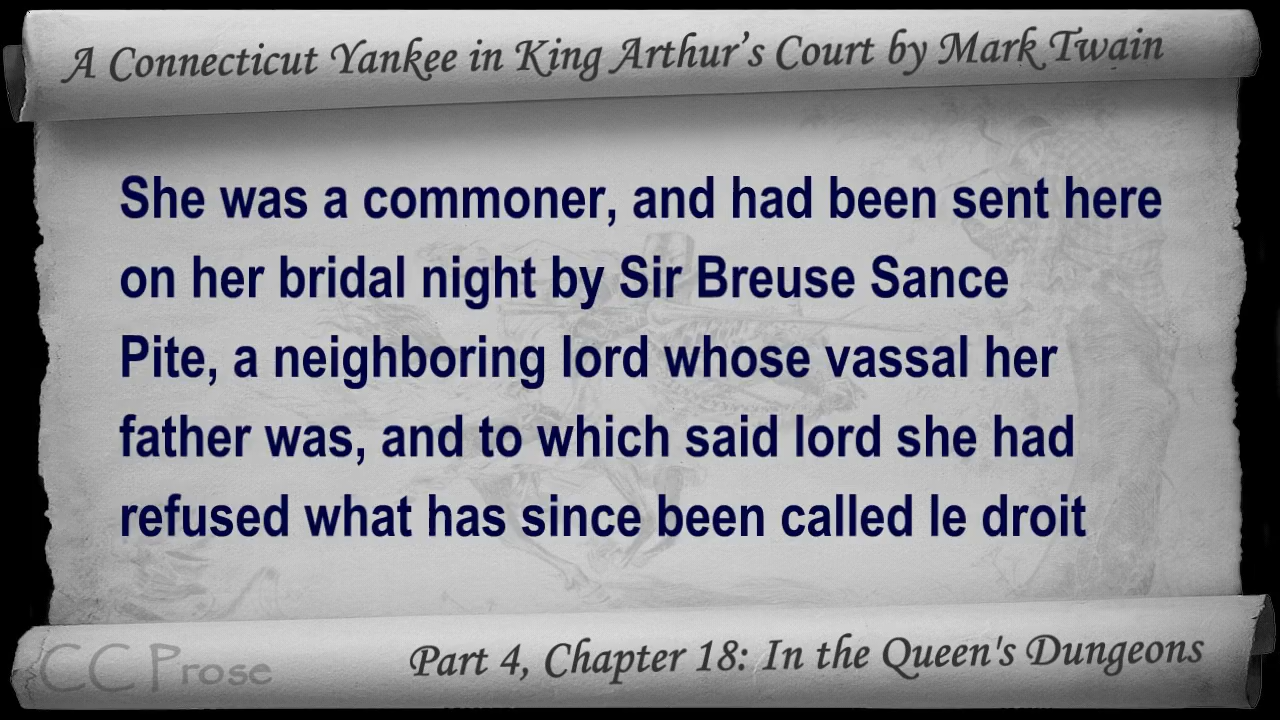 A Connecticut Yankee in King Arthur's Court by Mark Twain
She was a commoner, and had been sent here
on her bridal night by Sir Breuse Sance
Pite, a neighboring lord whose vassal her
father was, and to which said lord she had
refused what has since been called le droit
CC Prose
Part 4, Chapter 18: In the Queen's Dungeons